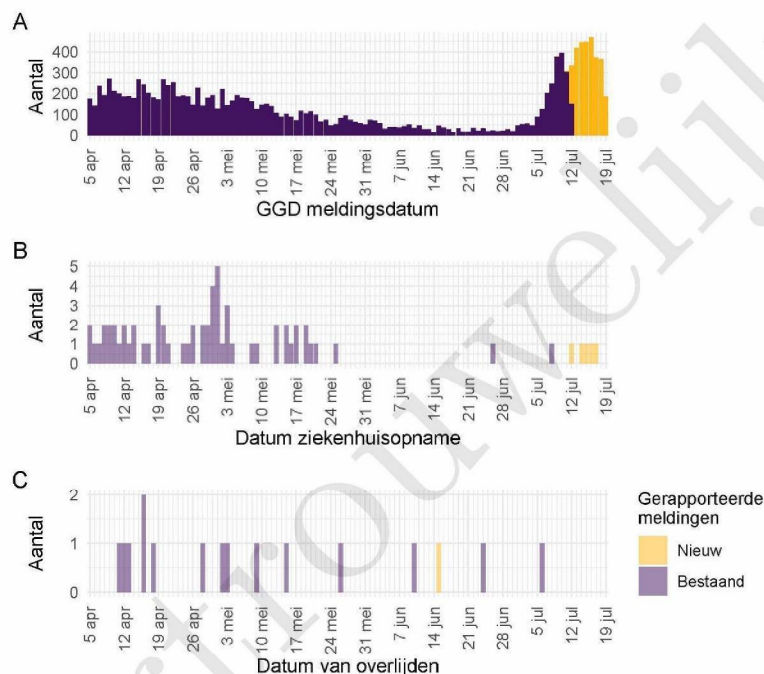 A
Aantal
400
300
200
100
0
5 apr
12 apr
19 apr
26 apr
3 mei
10 mei
17 mei
24 mei
31 mei
7 jun
14 jun
21 jun
28 jun
5 jul
12 jul
19 jul
GGD meldingsdatum
B
Aantal
5
4
3
2
1
0
5 apr
12 apr
19 apr
26 apr
3 mei
10 mei
17 mei
24 mei
31 mei
7 jun
14 jun
21 jun
28 jun
5 jul
12 jul
19 jul
Datum ziekenhuisopname
C
Aantal
2
1
0
5 apr
12 apr
19 apr
26 apr
3 mei
10 mei
17 mei
24 mei
31 mei
7 jun
14 jun
21 jun
28 jun
5 jul
12 jul
19 jul
Datum van overlijden
Gerapporteerde
meldingen
Nieuw
Bestaand
trouwelij